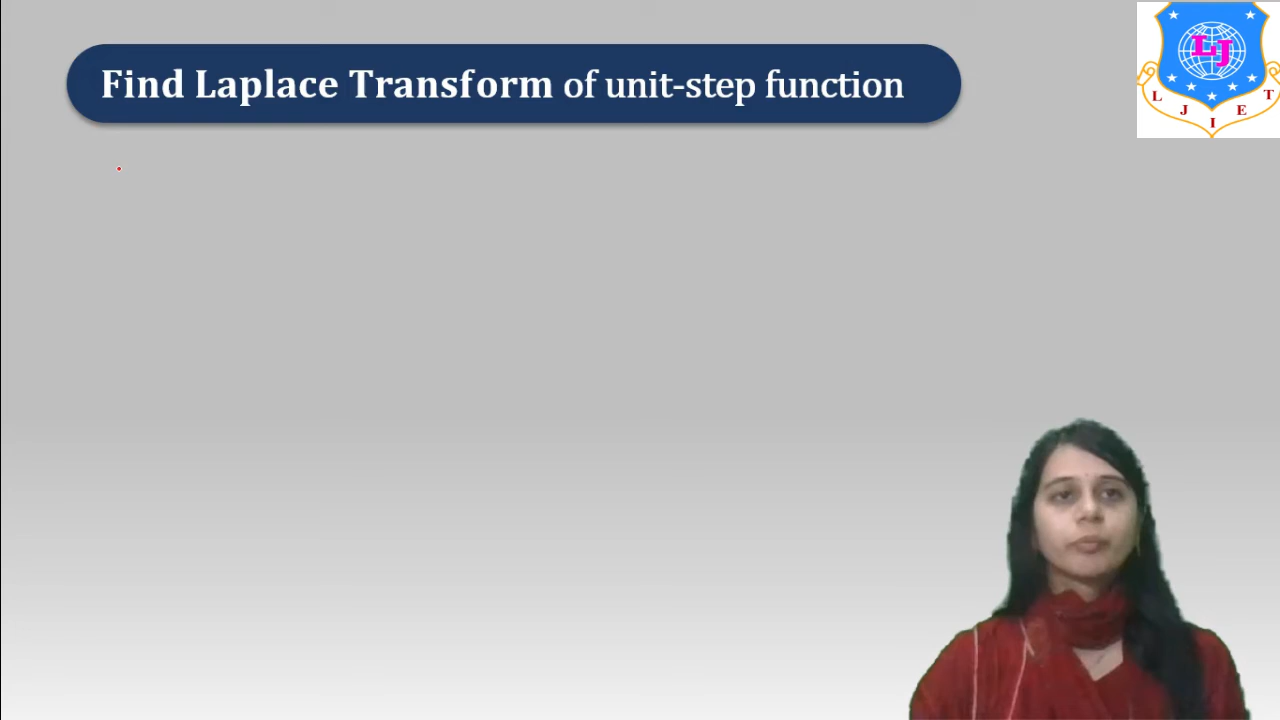 Find Laplace Transform of unit-step function
LJ
L J I E T